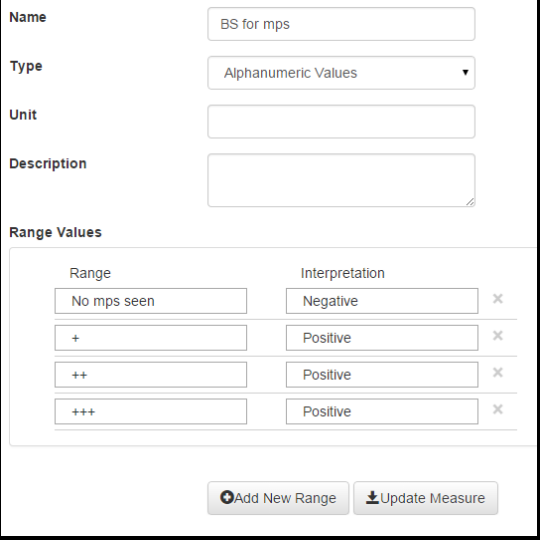 Name
BS for mps
Type
Alphanumeric Values
Unit
Description
Range Values
Range Interpretation
No mps seen Negative
+ Positive
++ Positive
+++ Positive
Add New Range Update Measure